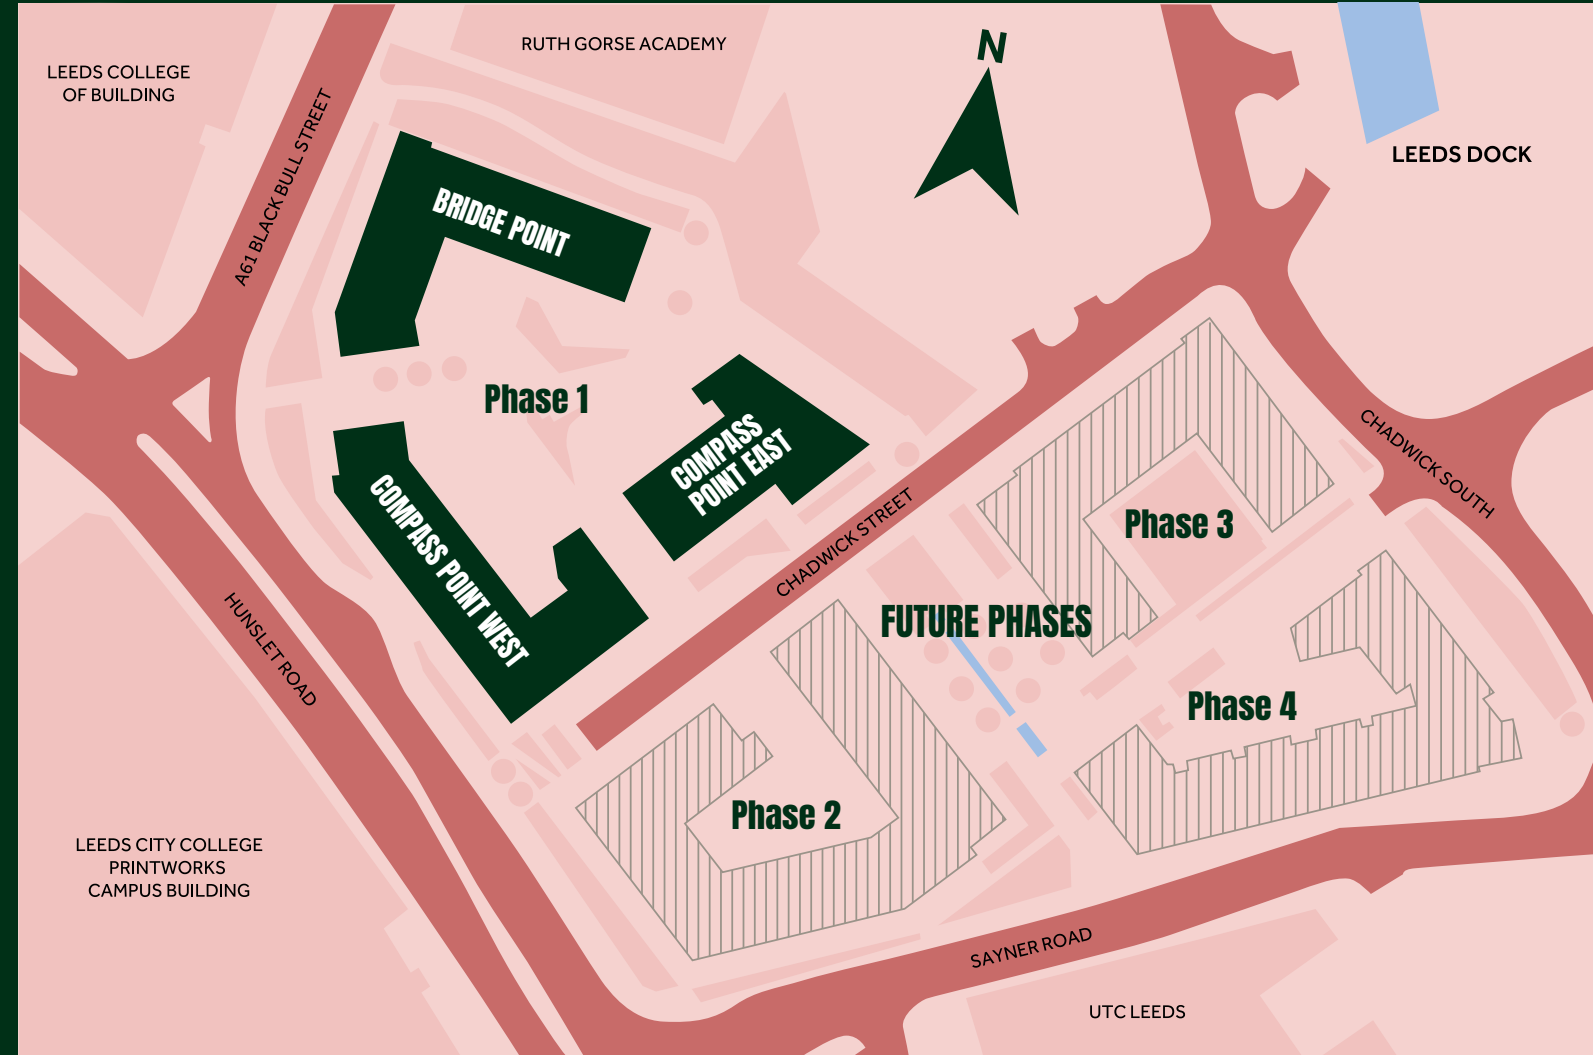 RUTH GORSE ACADEMY
N
LEEDS COLLEGE
OF BUILDING
A61 BLACK BULL STREET
LEEDS DOCK
BRIDGE POINT
Phase 1
COMPASS
POINT EAST
CHADWICK SOUTH
COMPASS POINT WEST
CHADWICK STREET
Phase 3
FUTURE PHASES
HUNSLET ROAD
Phase 4
Phase 2
LEEDS CITY COLLEGE
PRINTWORKS
CAMPUS BUILDING
SAYNER ROAD
UTC LEEDS